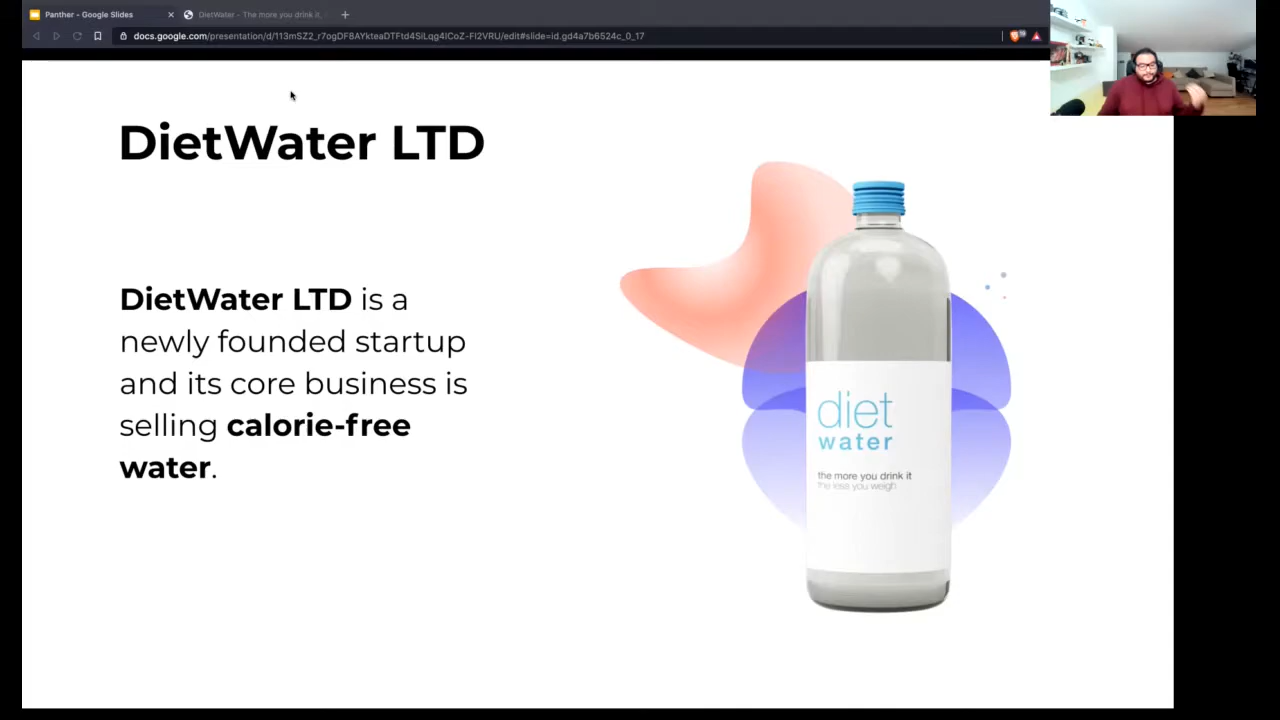 Panther - Google Slides
DietWater - The more you drink it,
docs.google.com/presentation/d/113mSZ2_r7ogDF8AYkteaDTFtd4SiLqg4ICoZ-FI2VRU/edit#slide=id.gd4a7b6524c_0_17
DietWater LTD
DietWater LTD is a
newly founded startup
and its core business is
selling calorie-free
water.
diet
water
the more you drink it
the less you weigh